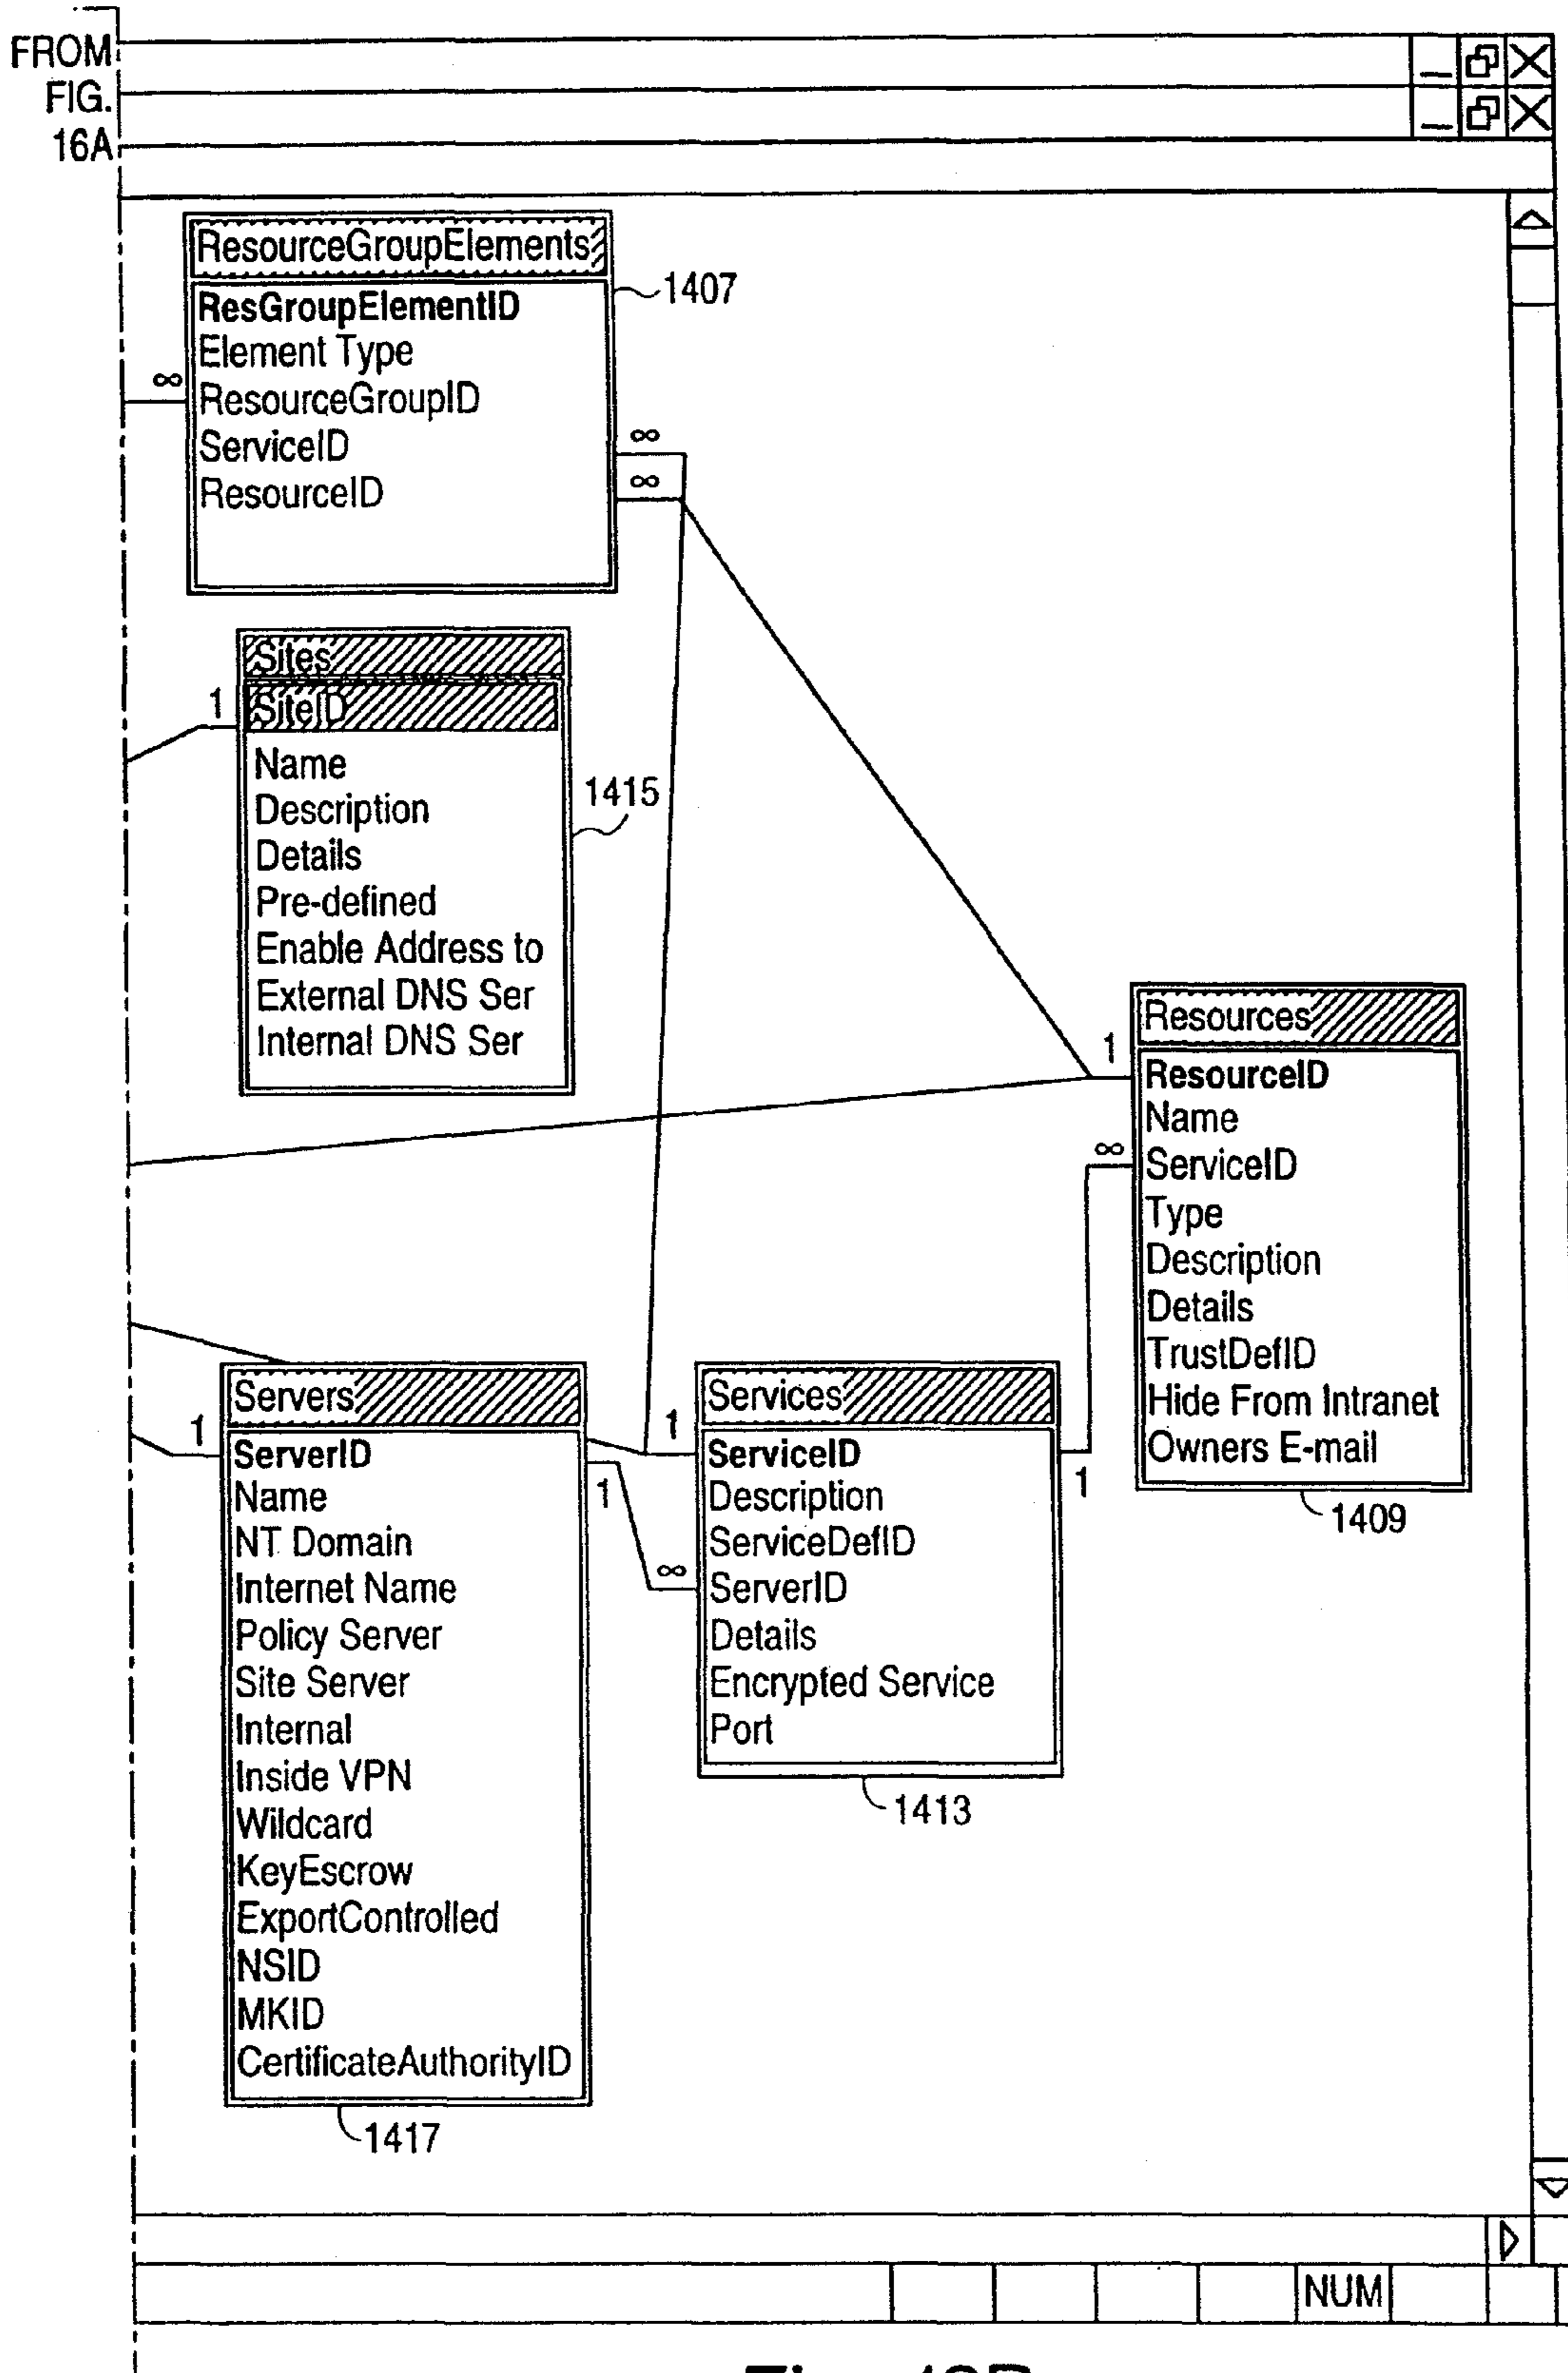 FROM
FIG.
16A
ResourceGroupElements
1407
ResGroupElementID
Element Type
∞
ResourceGroupID
ServiceID
∞
ResourceID
∞
Sites
SiteID
1
Name
Description
Details
Pre-defined
Enable Address to
External DNS Ser
Internal DNS Ser
1415
Resources
1
ResourceID
Name
∞
ServiceID
Type
Description
Details
TrustDefID
Hide From Intranet
Owners E-mail
1409
Servers
1
ServerID
Name
NT Domain
Internet Name
Policy Server
Site Server
Internal
Inside VPN
Wildcard
KeyEscrow
ExportControlled
NSID
MKID
CertificateAuthorityID
1417
1
Services
1
ServiceID
1
Description
ServiceDefID
∞
ServerID
Details
Encrypted Service
Port
1413
NUM